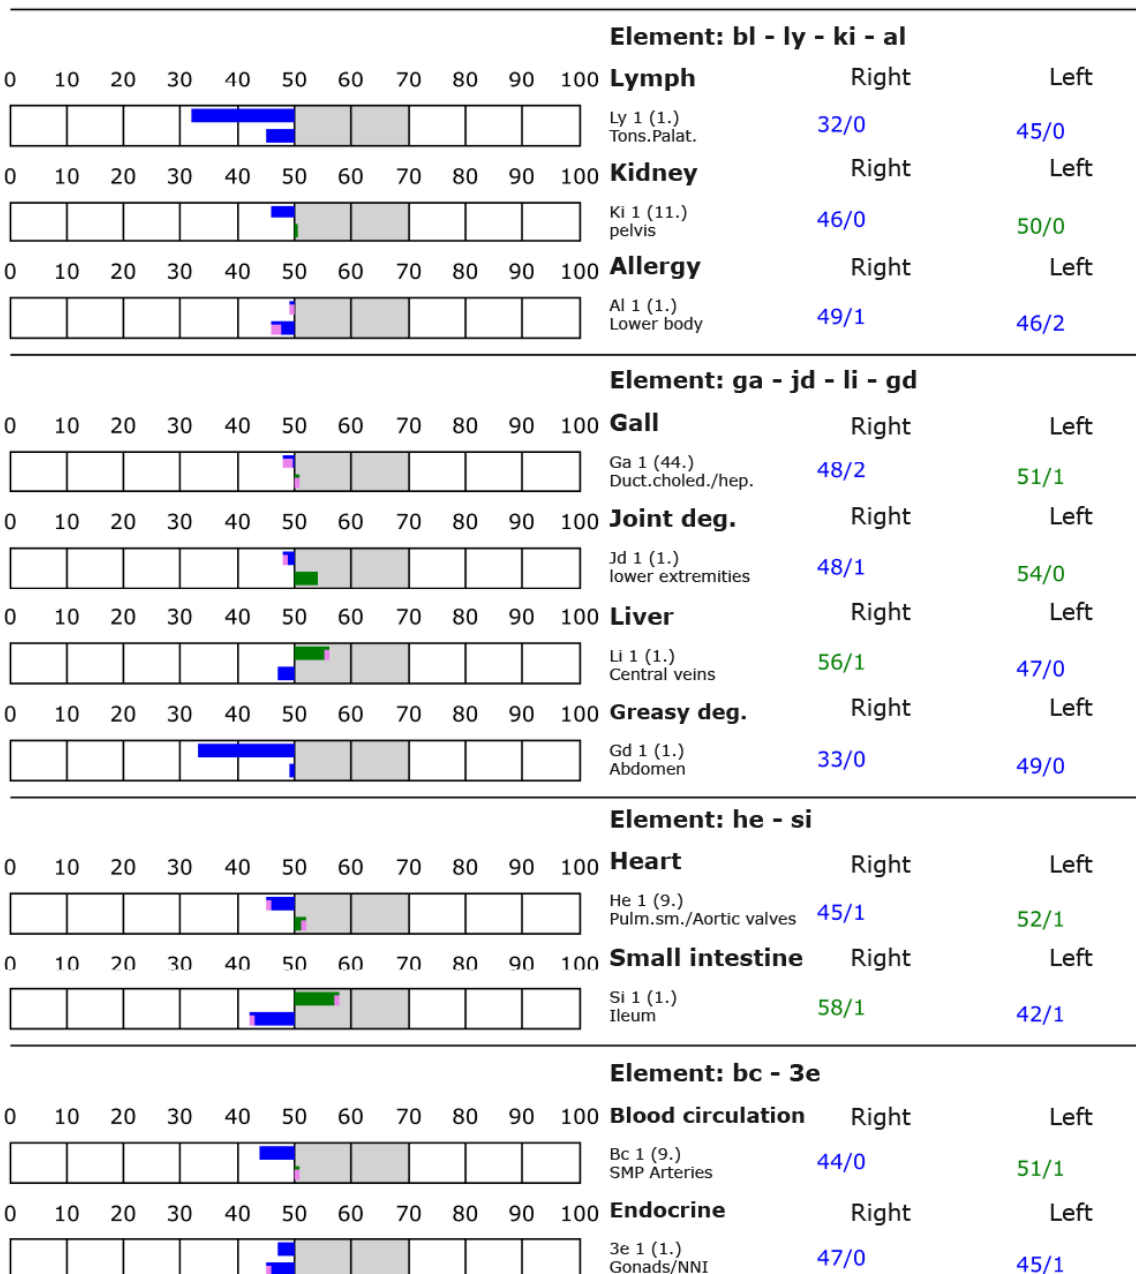 Element: bl - ly - ki - al
0 10 20 30 40 50 60 70 80 90 100 Lymph Right Left
Ly 1 (1.) 32/0 45/0
Tons.Palat.
0 10 20 30 40 50 60 70 80 90 100 Kidney Right Left
Ki 1 (11.) 46/0 50/0
pelvis
0 10 20 30 40 50 60 70 80 90 100 Allergy Right Left
Al 1 (1.) 49/1 46/2
Lower body
Element: ga - jd - li - gd
0 10 20 30 40 50 60 70 80 90 100 Gall Right Left
Ga 1 (44.) 48/2 51/1
Duct.choled./hep.
0 10 20 30 40 50 60 70 80 90 100 Joint deg. Right Left
Jd 1 (1.) 48/1 54/0
lower extremities
0 10 20 30 40 50 60 70 80 90 100 Liver Right Left
Li 1 (1.) 56/1 47/0
Central veins
0 10 20 30 40 50 60 70 80 90 100 Greasy deg. Right Left
Gd 1 (1.) 33/0 49/0
Abdomen
Element: he - si
0 10 20 30 40 50 60 70 80 90 100 Heart Right Left
He 1 (9.) 45/1 52/1
Pulm.sm./Aortic valves
0 10 20 30 40 50 60 70 80 90 100 Small intestine Right Left
Si 1 (1.) 58/1 42/1
Ileum
Element: bc - 3e
0 10 20 30 40 50 60 70 80 90 100 Blood circulation Right Left
Bc 1 (9.) 44/0 51/1
SMP Arteries
0 10 20 30 40 50 60 70 80 90 100 Endocrine Right Left
3e 1 (1.) 47/0 45/1
Gonads/NNI